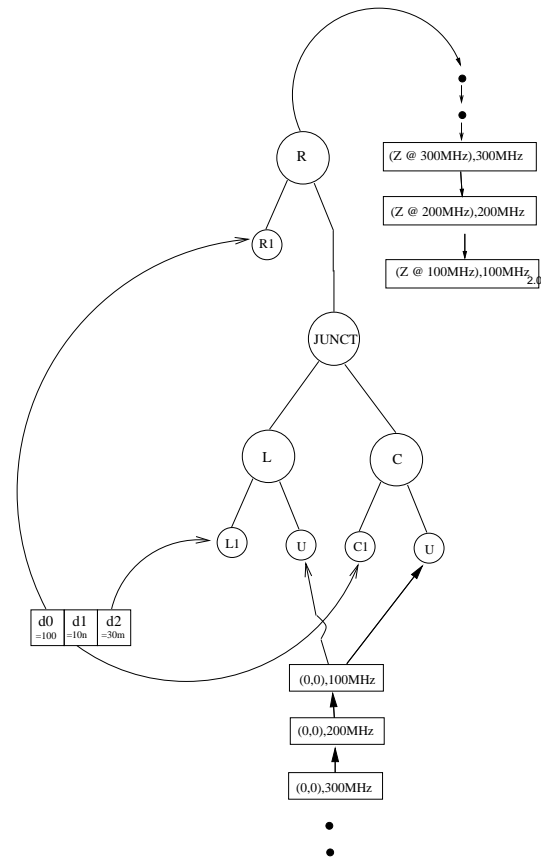 R
(Z @ 300MHz),300MHz
(Z @ 200MHz),200MHz
R1
(Z @ 100MHz),100MHz
2.0
JUNCT
L
C
L1
U
C1
U
d0
d1
d2
=100
=10n
=30m
(0,0),100MHz
(0,0),200MHz
(0,0),300MHz